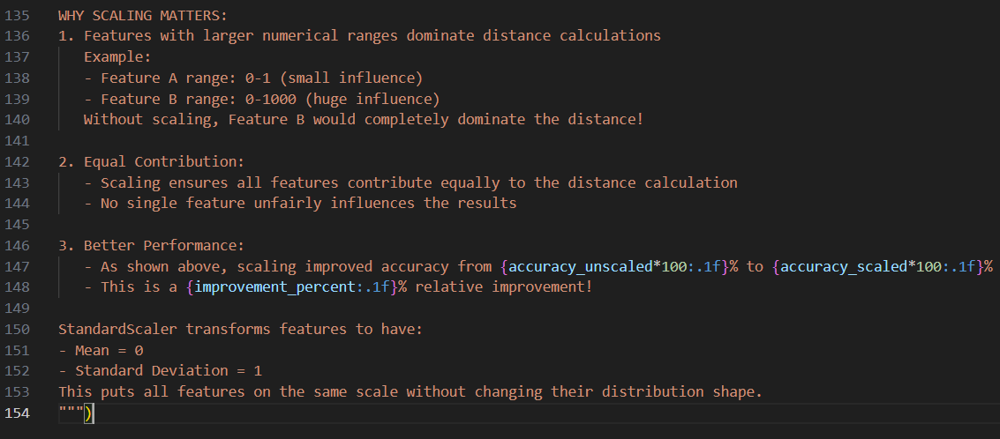 135 WHY SCALING MATTERS:
136 1. Features with larger numerical ranges dominate distance calculations
137 Example:
138 - Feature A range: 0-1 (small influence)
139 - Feature B range: 0-1000 (huge influence)
140 Without scaling, Feature B would completely dominate the distance!
141
142 2. Equal Contribution:
143 - Scaling ensures all features contribute equally to the distance calculation
144 - No single feature unfairly influences the results
145
146 3. Better Performance:
147 - As shown above, scaling improved accuracy from {accuracy_unscaled*100:.1f}% to {accuracy_scaled*100:.1f}%
148 - This is a {improvement_percent:.1f}% relative improvement!
149
150 StandardScaler transforms features to have:
151 - Mean = 0
152 - Standard Deviation = 1
153 This puts all features on the same scale without changing their distribution shape.
154 """)